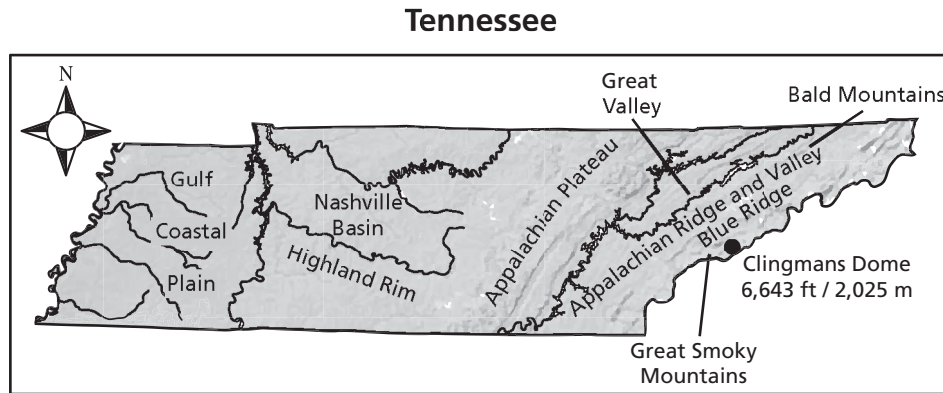 Tennessee
N
Great
Valley
Bald Mountains
Gulf
Coastal
Plain
Nashville
Basin
Highland Rim
Appalachian Plateau
Appalachian Ridge and Valley
Blue Ridge
Clingmans Dome
6,643 ft / 2,025 m
Great Smoky
Mountains